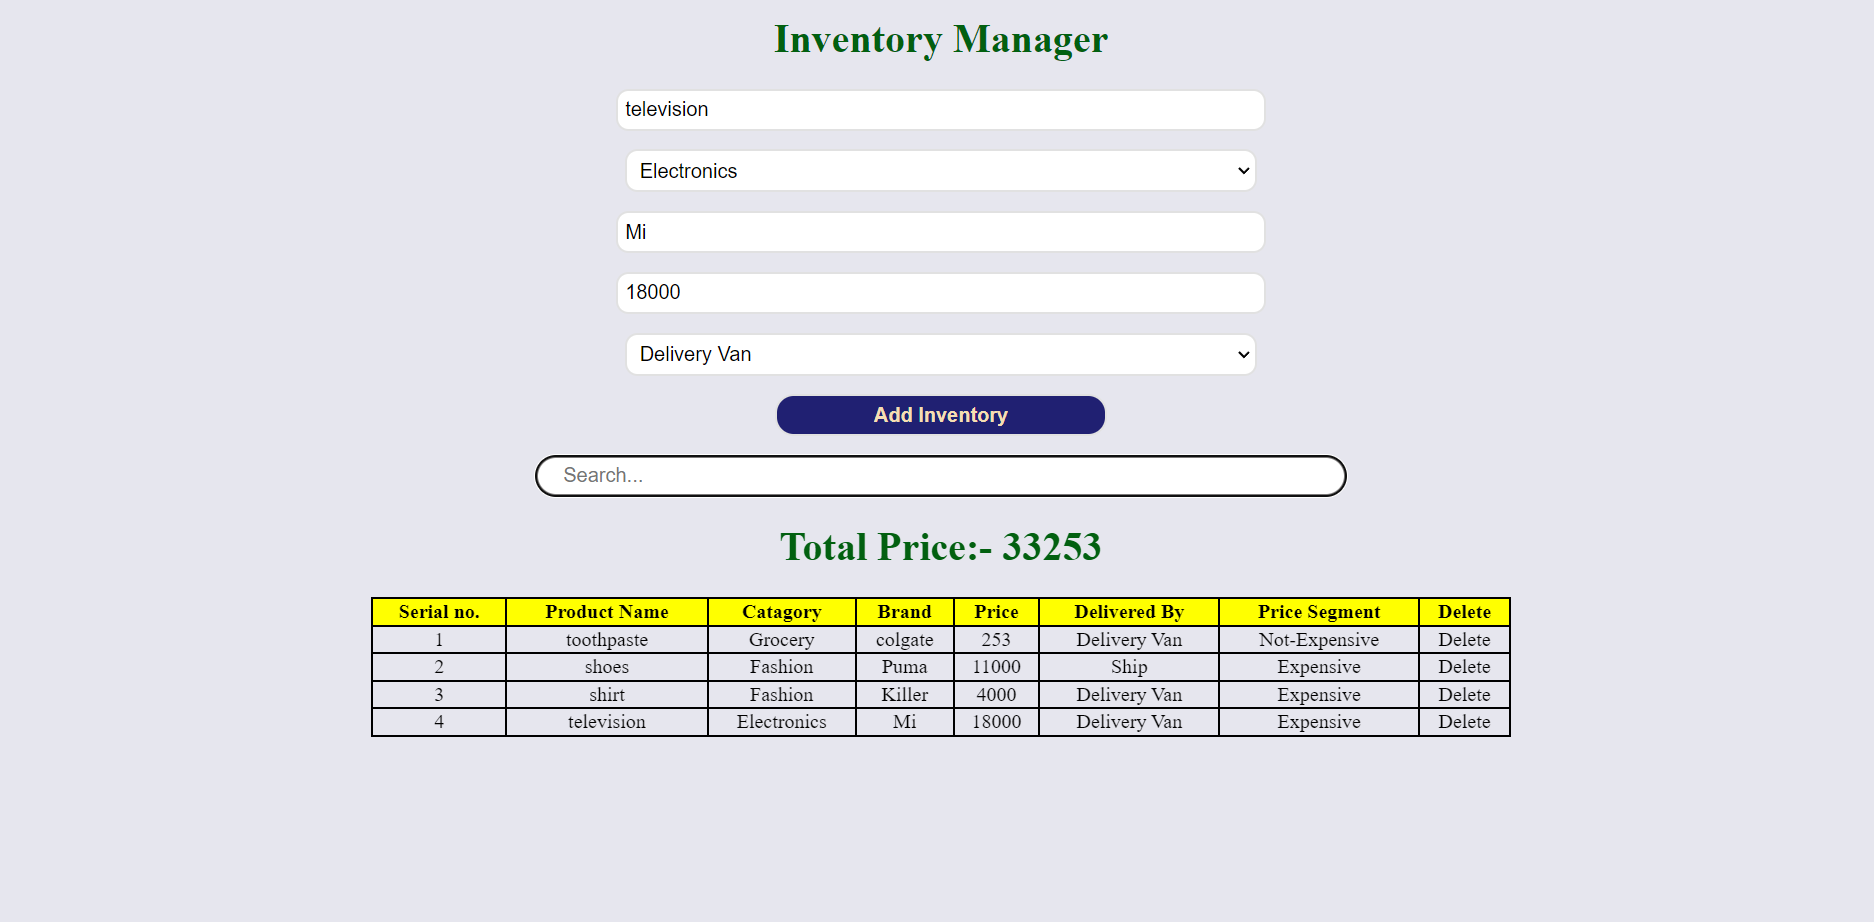 Inventory Manager
television
Electronics
Mi
18000
Delivery Van
Add Inventory
Search...
Total Price:- 33253
Serial no. Product Name Catagory Brand Price Delivered By Price Segment Delete
1 toothpaste Grocery colgate 253 Delivery Van Not-Expensive Delete
2 shoes Fashion Puma 11000 Ship Expensive Delete
3 shirt Fashion Killer 4000 Delivery Van Expensive Delete
4 television Electronics Mi 18000 Delivery Van Expensive Delete